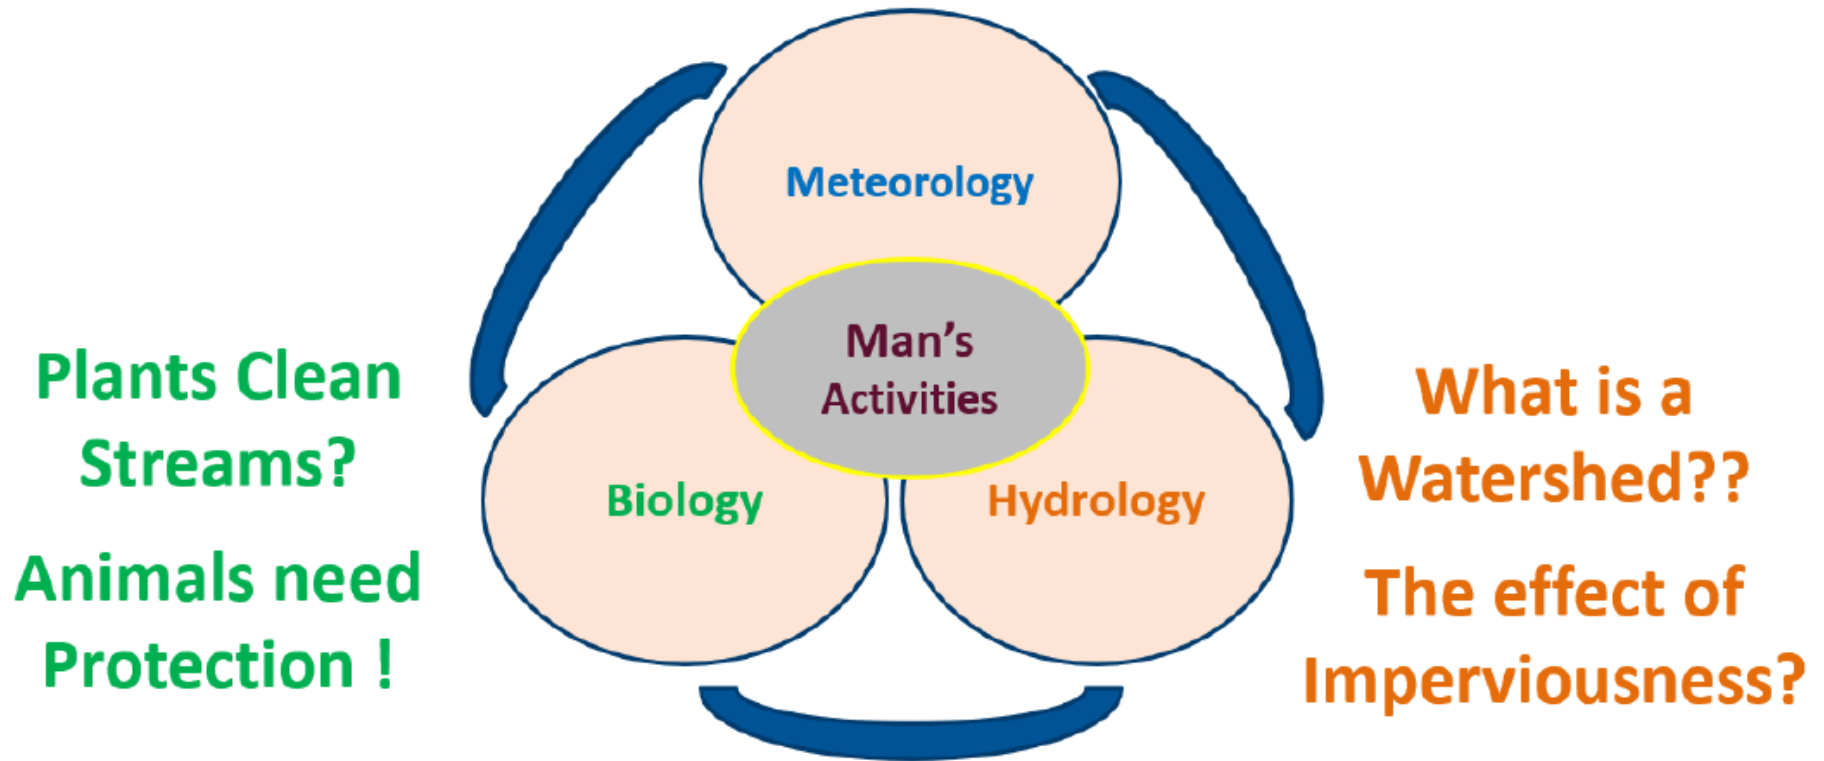 Meteorology
Man's
Activities
Biology
Hydrology
Plants Clean
Streams?
Animals need
Protection !
What is a
Watershed??
The effect of
Imperviousness?